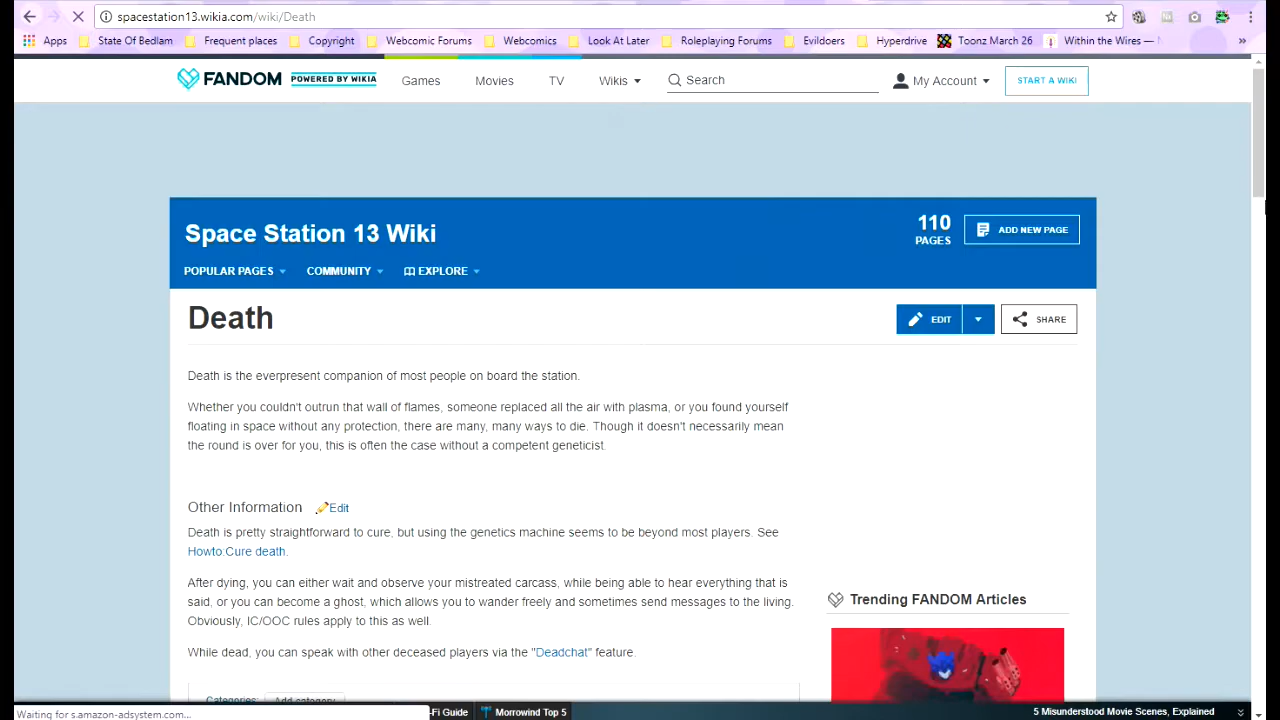 spacestation13.wikia.com/wiki/Death
Apps State Of Bedlam Frequent places Copyright Webcomic Forums Webcomics Look At Later Roleplaying Forums Evildoers Hyperdrive Toonz March 26 Within the Wires — »
FANDOM POWERED BY WIKIA Games Movies TV Wikis Search My Account START A WIKI
Space Station 13 Wiki
110
PAGES
ADD NEW PAGE
POPULAR PAGES COMMUNITY EXPLORE
Death
EDIT SHARE
Death is the everpresent companion of most people on board the station.
Whether you couldn't outrun that wall of flames, someone replaced all the air with plasma, or you found yourself
floating in space without any protection, there are many, many ways to die. Though it doesn't necessarily mean
the round is over for you, this is often the case without a competent geneticist.
Other Information Edit
Death is pretty straightforward to cure, but using the genetics machine seems to be beyond most players. See
Howto:Cure death.
After dying, you can either wait and observe your mistreated carcass, while being able to hear everything that is
said, or you can become a ghost, which allows you to wander freely and sometimes send messages to the living.
Obviously, IC/OOC rules apply to this as well.
While dead, you can speak with other deceased players via the "Deadchat" feature.
Trending FANDOM Articles
Categories: Add category
Waiting for s.amazon-adsystem.com...
-Fi Guide Morrowind Top 5
5 Misunderstood Movie Scenes, Explained